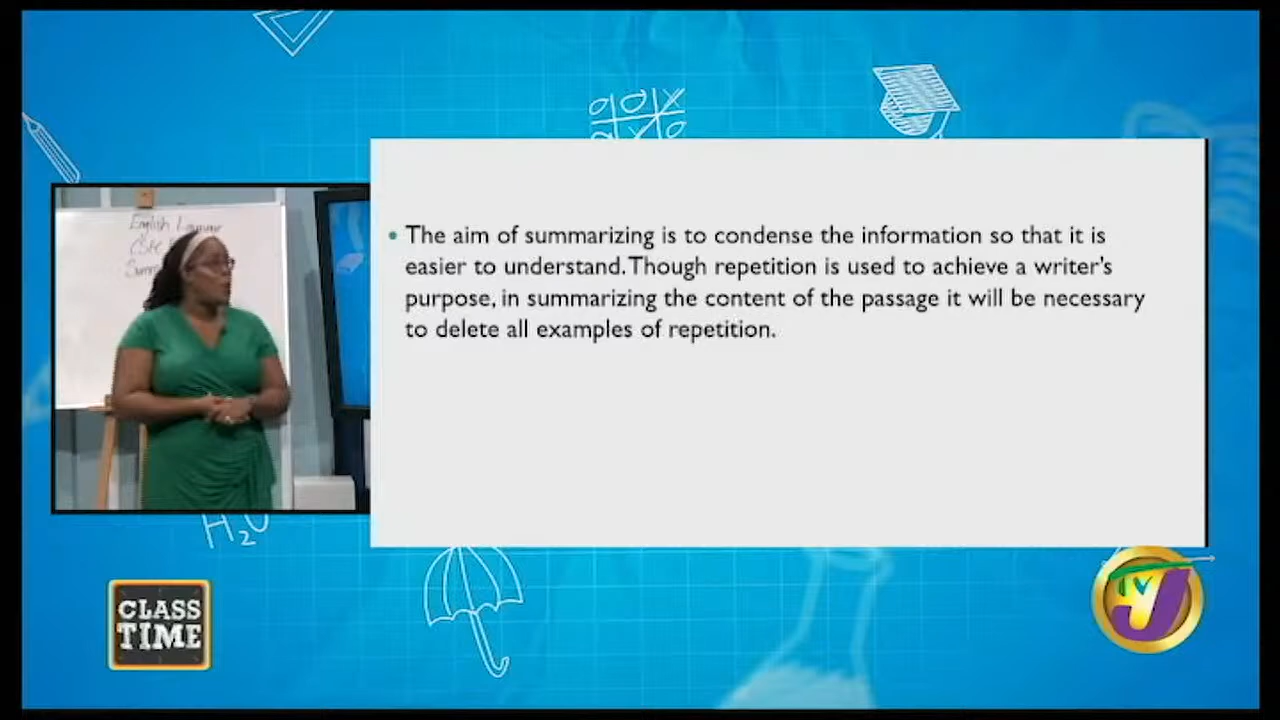 English
The aim of summarizing is to condense the information so that it is
easier to understand. Though repetition is used to achieve a writer's
purpose, in summarizing the content of the passage it will be necessary
to delete all examples of repetition.
H₂O
CLASS
TIME
TVJ